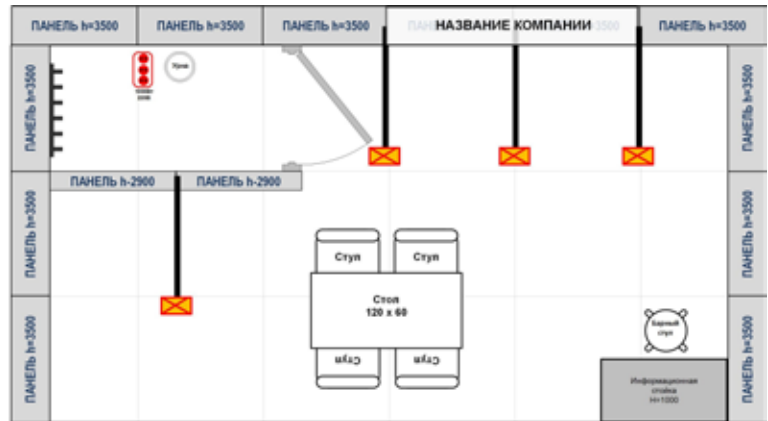 ПАНЕЛЬ h=3500
ПАНЕЛЬ h=3500
ПАНЕЛЬ h=3500
НАЗВАНИЕ КОМПАНИИ
ПАНЕЛЬ h=3500
ПАНЕЛЬ h=3500
ПАНЕЛЬ h=3500
Урна
ПАНЕЛЬ h-2900
ПАНЕЛЬ h-2900
ПАНЕЛЬ h=3500
ПАНЕЛЬ h=3500
Стул
Стул
Стол
120 x 60
Стул
Стул
ПАНЕЛЬ h=3500
ПАНЕЛЬ h=3500
Барный
стул
Информационная
стойка
H=1000